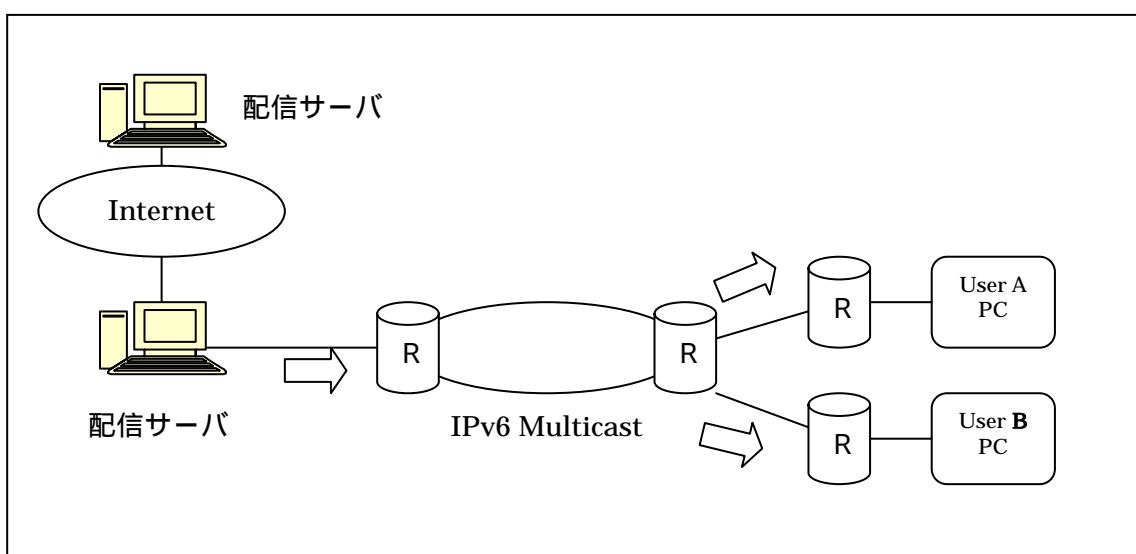 配信サーバ
Internet
配信サーバ
R
IPv6 Multicast
R
R
User A
PC
R
User B
PC